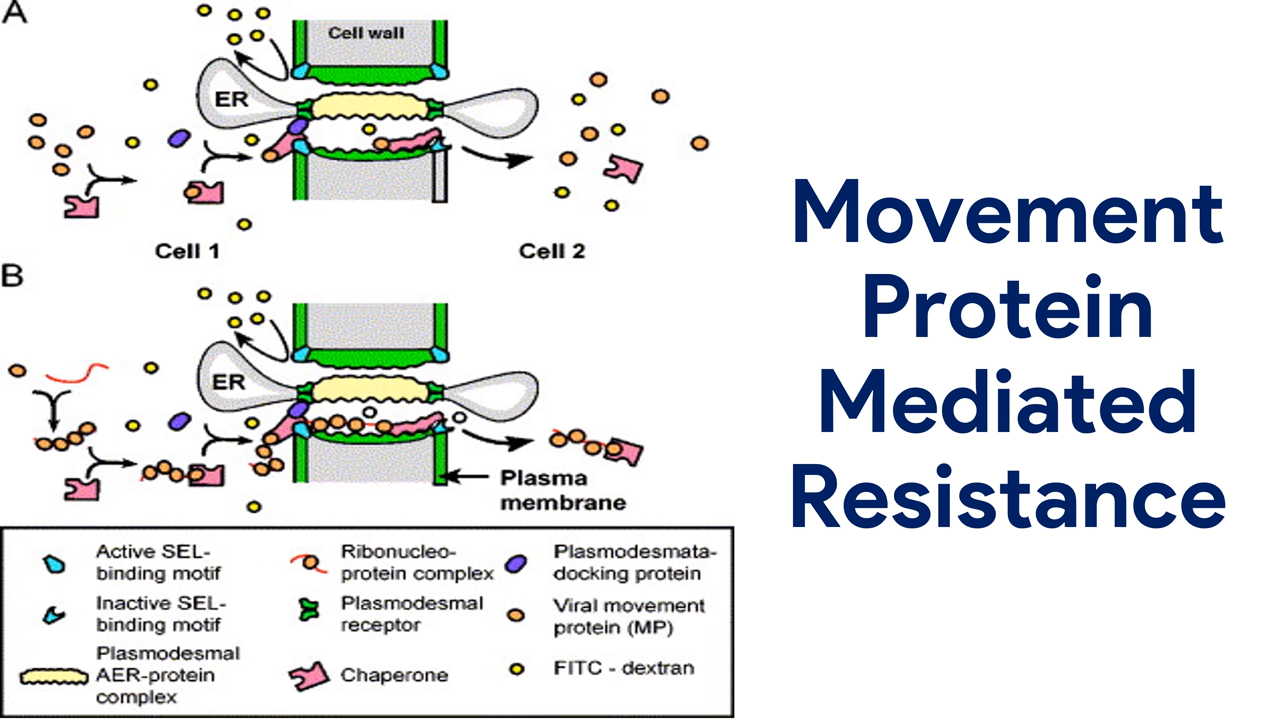 A
Cell wall
ER
Cell 1
Cell 2
B
ER
Plasma
membrane
Active SEL-
binding motif
Inactive SEL-
binding motif
Plasmodesmal
AER-protein
complex
Ribonucleo-
protein complex
Plasmodesmal
receptor
Chaperone
Plasmodesmata-
docking protein
Viral movement
protein (MP)
FITC - dextran
Movement
Protein
Mediated
Resistance